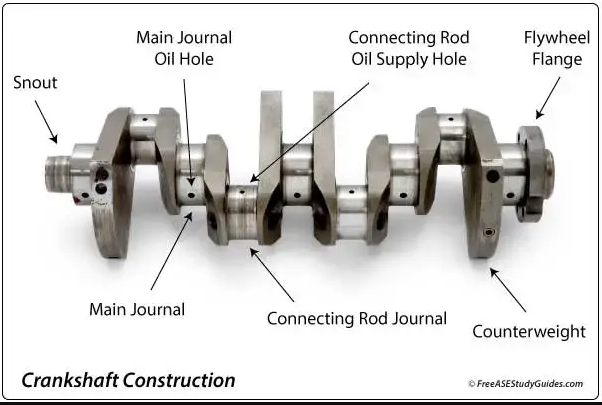 Main Journal
Oil Hole
Connecting Rod
Oil Supply Hole
Flywheel
Flange
Snout
Main Journal
Connecting Rod Journal
Counterweight
Crankshaft Construction
© FreeASEStudyGuides.com